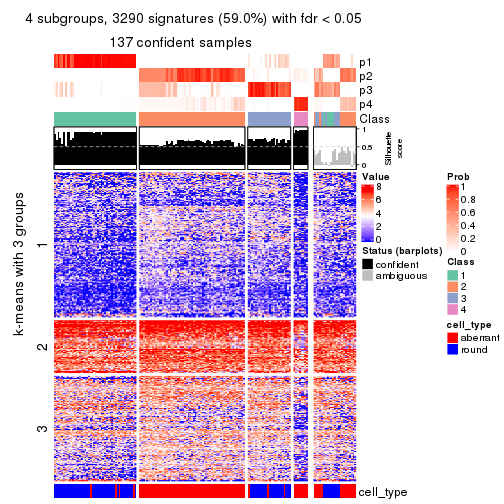 4 subgroups, 3290 signatures (59.0%) with fdr < 0.05
137 confident samples
p1
p2
p3
p4
Class
1
0.5
0
Silhouette
score
k-means with 3 groups
1
2
3
cell_type
Value
8
6
4
2
0
Status (barplots)
confident
ambiguous
Prob
1
0.8
0.6
0.4
0.2
0
Class
1
2
3
4
cell_type
aberrant
round